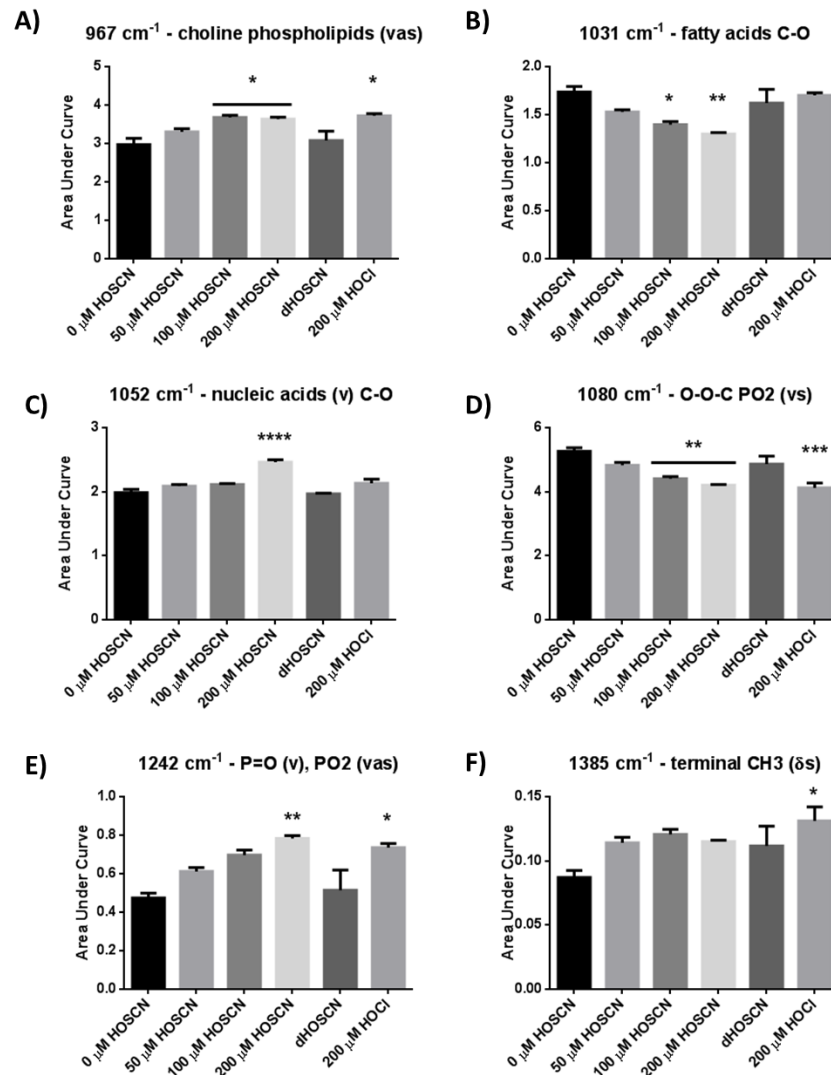 A)
967 cm⁻¹ - choline phospholipids (vas)
Area Under Curve
5
4
3
2
1
0
*
*
0 µM HOSCN
50 µM HOSCN
100 µM HOSCN
200 µM HOSCN
dHOSCN
200 µM HOCl
B)
1031 cm⁻¹ - fatty acids C-O
Area Under Curve
2.0
1.5
1.0
0.5
0.0
*
**
0 µM HOSCN
50 µM HOSCN
100 µM HOSCN
200 µM HOSCN
dHOSCN
200 µM HOCl
C)
1052 cm⁻¹ - nucleic acids (v) C-O
Area Under Curve
3
2
1
0
****
0 µM HOSCN
50 µM HOSCN
100 µM HOSCN
200 µM HOSCN
dHOSCN
200 µM HOCl
D)
1080 cm⁻¹ - O-O-C PO2 (vs)
Area Under Curve
6
4
2
0
**
***
0 µM HOSCN
50 µM HOSCN
100 µM HOSCN
200 µM HOSCN
dHOSCN
200 µM HOCl
E)
1242 cm⁻¹ - P=O (v), PO2 (vas)
Area Under Curve
1.0
0.8
0.6
0.4
0.2
0.0
**
*
0 µM HOSCN
50 µM HOSCN
100 µM HOSCN
200 µM HOSCN
dHOSCN
200 µM HOCl
F)
1385 cm⁻¹ - terminal CH3 (δs)
Area Under Curve
0.15
0.10
0.05
0.00
*
0 µM HOSCN
50 µM HOSCN
100 µM HOSCN
200 µM HOSCN
dHOSCN
200 µM HOCl